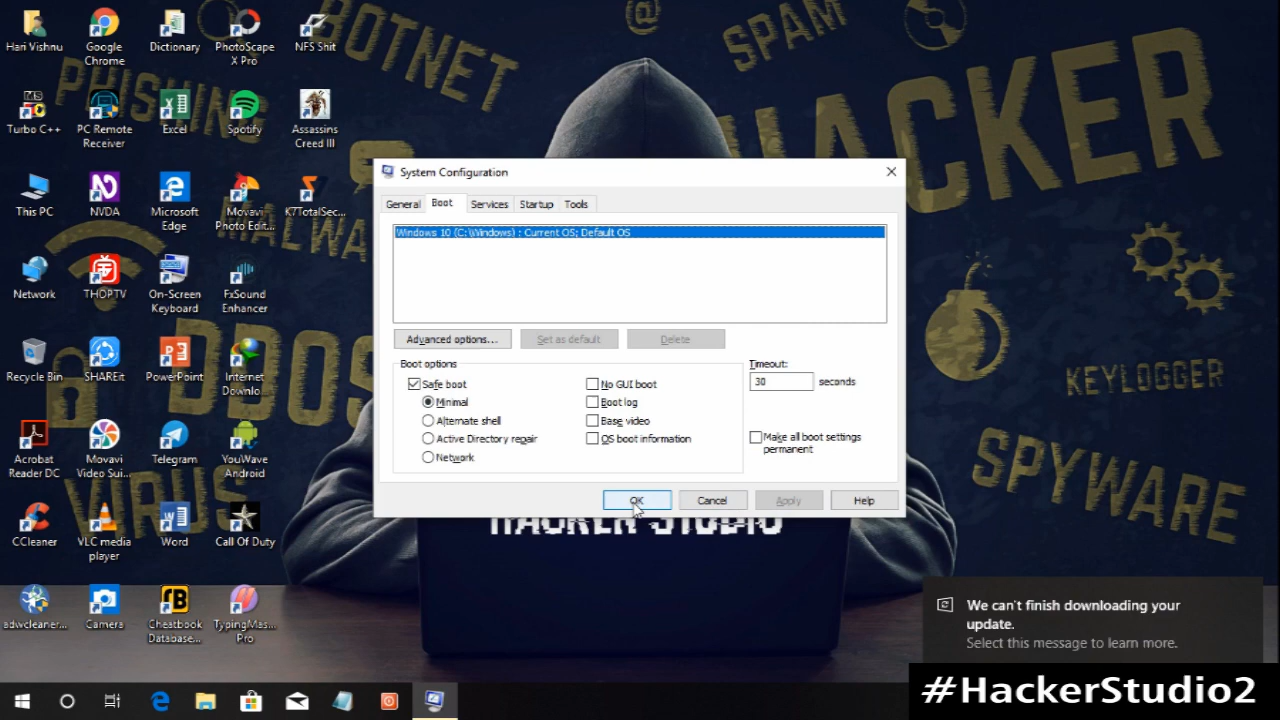 BOTNET
@
SPAM
HACKER
PHISHING
MALWA
DDOS
VIRUS
KEYLOGGER
SPYWARE
HACKER STUDIO
Hari Vishnu
Google
Chrome
Dictionary
PhotoScape
X Pro
NFS Shit
Turbo C++
PC Remote
Receiver
Excel
Spotify
Assassins
Creed III
This PC
NVDA
Microsoft
Edge
Movavi
Photo Edit...
K7TotalSec...
Network
THOPTV
On-Screen
Keyboard
FxSound
Enhancer
Recycle Bin
SHAREit
PowerPoint
Internet
Downlo...
Acrobat
Reader DC
Movavi
Video Sui...
Telegram
YouWave
Android
CCleaner
VLC media
player
Word
Call Of Duty
adwcleaner...
Camera
Cheatbook
Database...
TypingMas...
Pro
System Configuration
General
Boot
Services
Startup
Tools
Windows 10 (C:\Windows) : Current OS; Default OS
Advanced options...
Set as default
Delete
Boot options
Safe boot
Minimal
Alternate shell
Active Directory repair
Network
No GUI boot
Boot log
Base video
OS boot information
Timeout:
30 seconds
Make all boot settings
permanent
OK
Cancel
Apply
Help
We can't finish downloading your
update.
Select this message to learn more.
#HackerStudio2